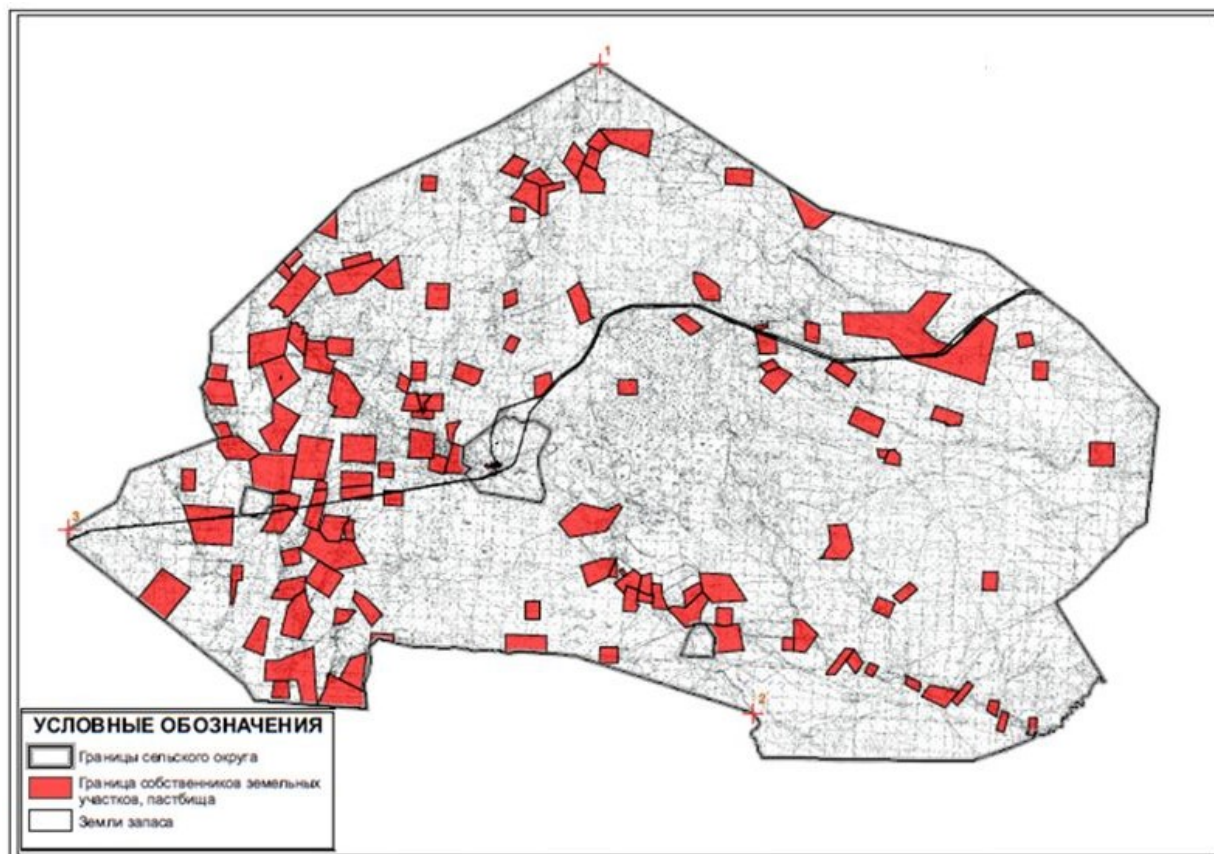 1
3
2
УСЛОВНЫЕ ОБОЗНАЧЕНИЯ
Границы сельского округа
Граница собственников земельных
участков, пастбища
Земли запаса